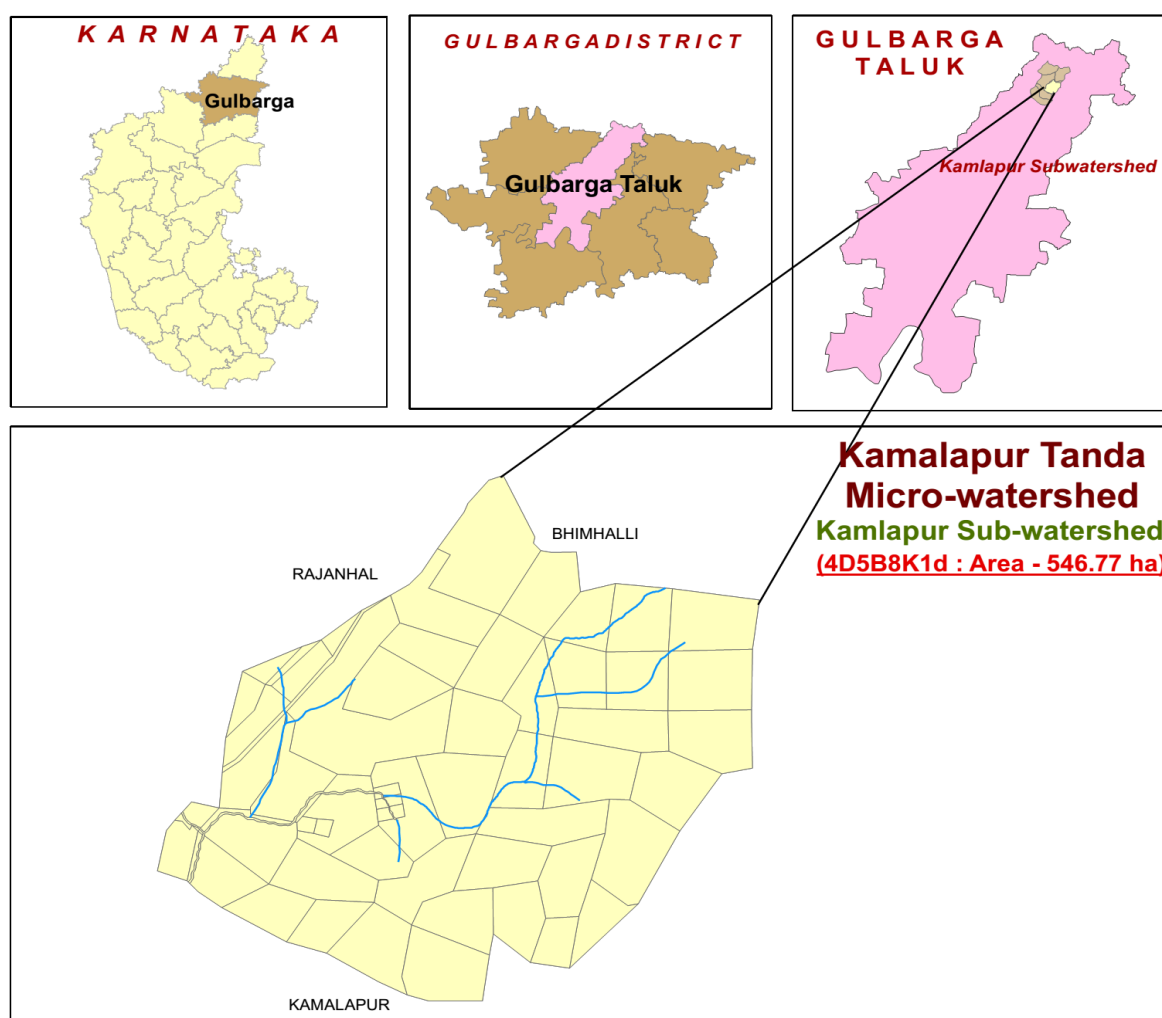 K A R N A T A K A
Gulbarga
G U L B A R G A D I S T R I C T
Gulbarga Taluk
G U L B A R G A
T A L U K
Kamlapur Subwatershed
Kamalapur Tanda
Micro-watershed
Kamlapur Sub-watershed
(4D5B8K1d : Area - 546.77 ha)
BHIMHALLI
RAJANHAL
KAMALAPUR